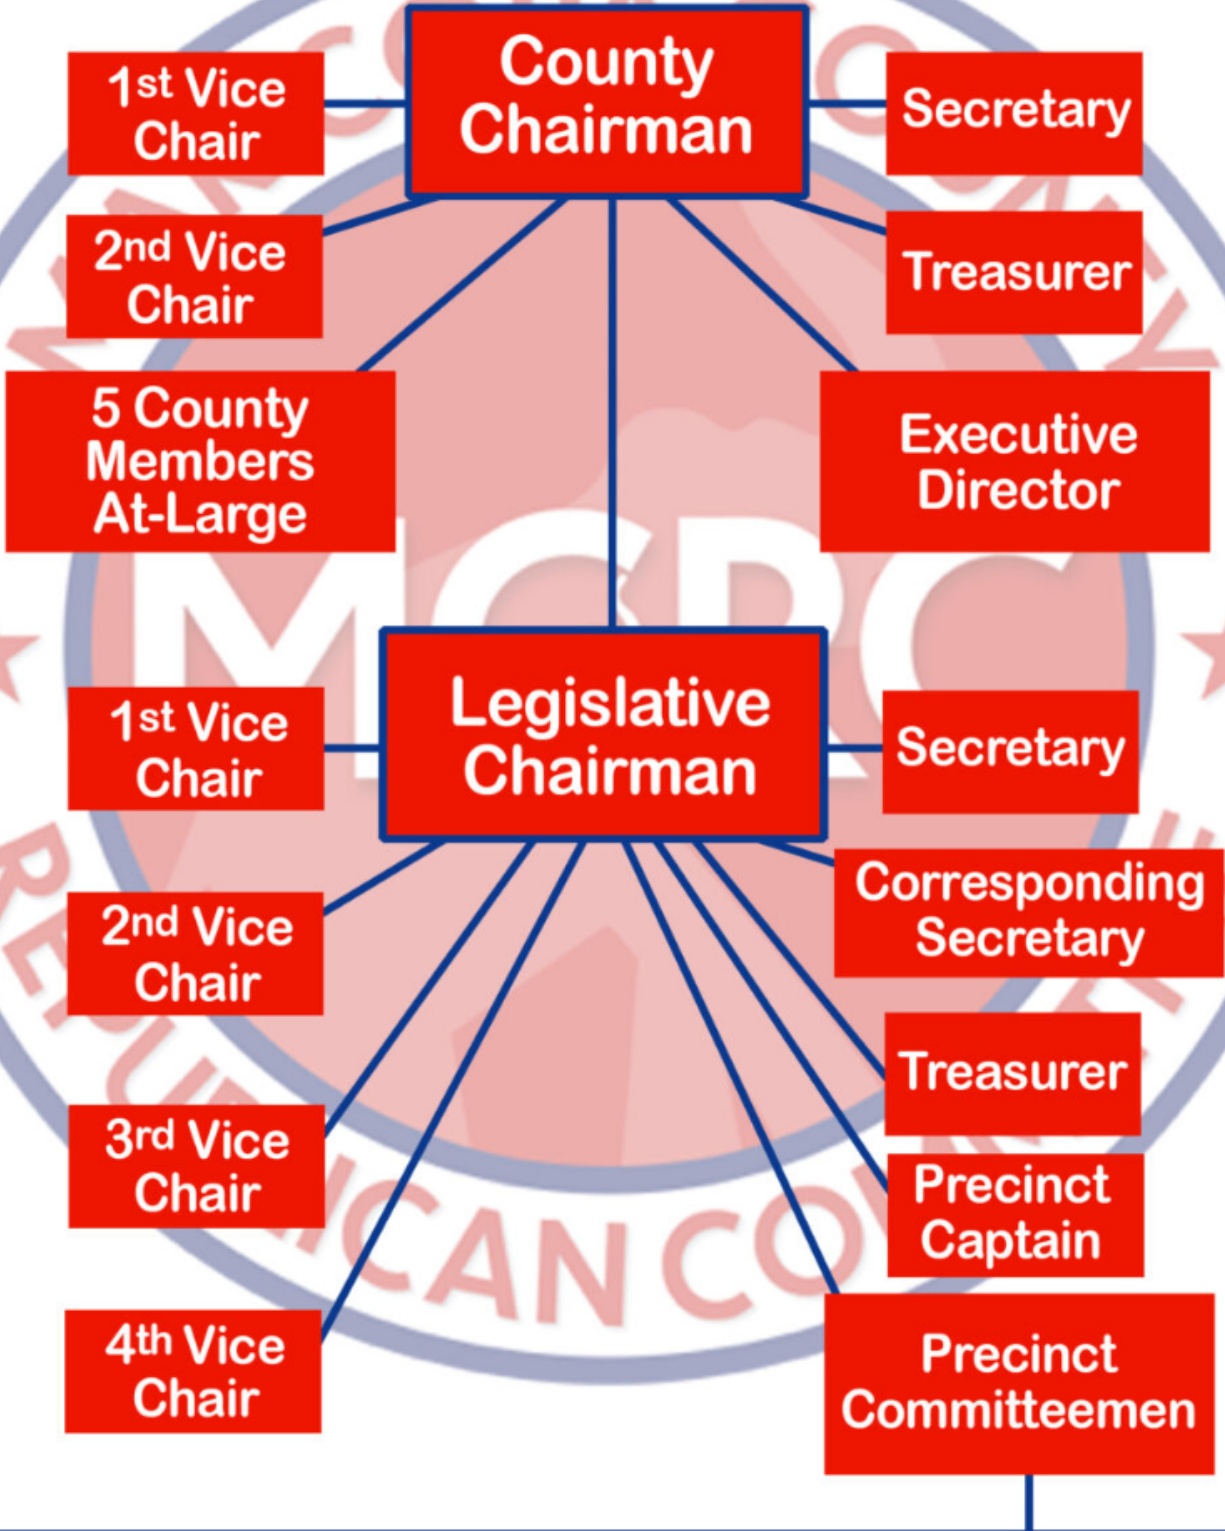 County
Chairman
1st Vice
Chair
Secretary
2nd Vice
Chair
Treasurer
5 County
Members
At-Large
Executive
Director
MCRC
Legislative
Chairman
1st Vice
Chair
Secretary
2nd Vice
Chair
Corresponding
Secretary
Treasurer
3rd Vice
Chair
Precinct
Captain
4th Vice
Chair
Precinct
Committeemen
REPUBLICAN